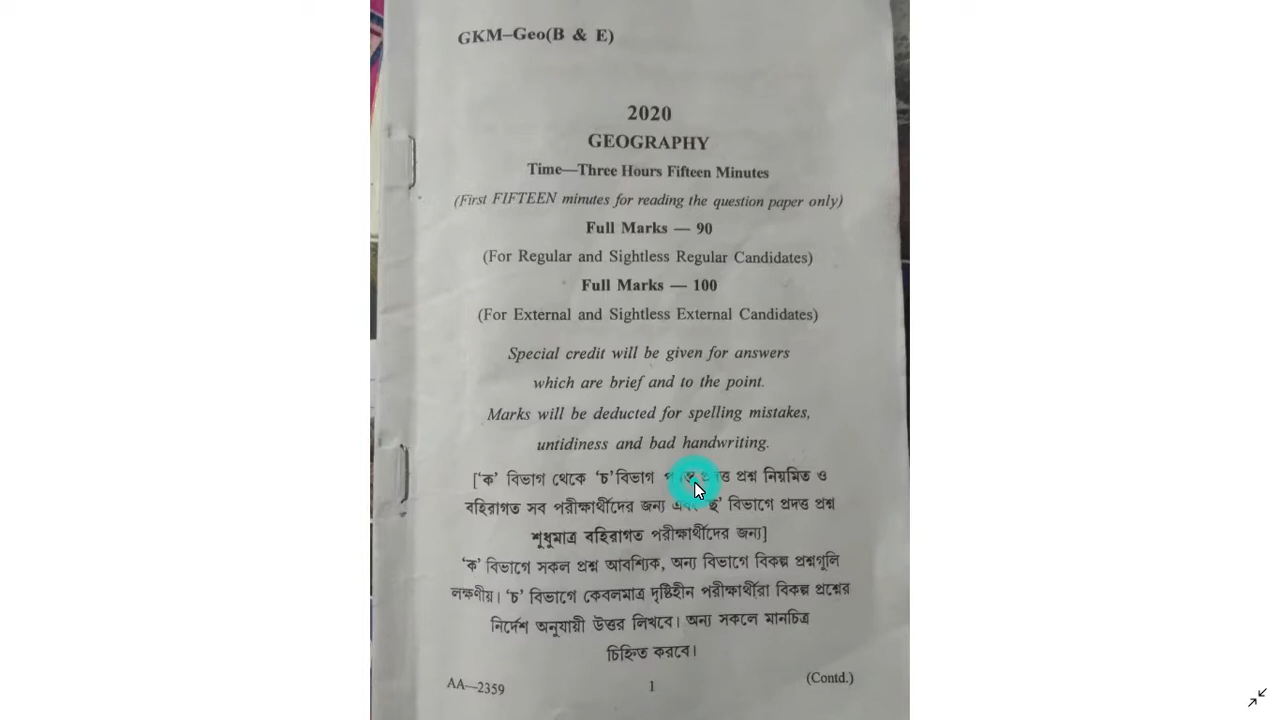 GKM–Geo(B & E)
2020
GEOGRAPHY
Time—Three Hours Fifteen Minutes
(First FIFTEEN minutes for reading the question paper only)
Full Marks — 90
(For Regular and Sightless Regular Candidates)
Full Marks — 100
(For External and Sightless External Candidates)
Special credit will be given for answers
which are brief and to the point.
Marks will be deducted for spelling mistakes,
untidiness and bad handwriting.
['ক' বিভাগ থেকে 'চ'বিভাগ প্রশ্ন নিয়মিত ও
বহিরাগত সব পরীক্ষার্থীদের জন্য বিভাগে প্রদত্ত প্রশ্ন
শুধুমাত্র বহিরাগত পরীক্ষার্থীদের জন্য]
'ক' বিভাগে সকল প্রশ্ন আবশ্যিক, অন্য বিভাগে বিকল্প প্রশ্নগুলি
লক্ষণীয়। 'চ' বিভাগে কেবলমাত্র দৃষ্টিহীন পরীক্ষার্থীরা বিকল্প প্রশ্নের
নির্দেশ অনুযায়ী উত্তর লিখবে। অন্য সকলে মানচিত্র
চিহ্নিত করবে।
AA—2359
1
(Contd.)